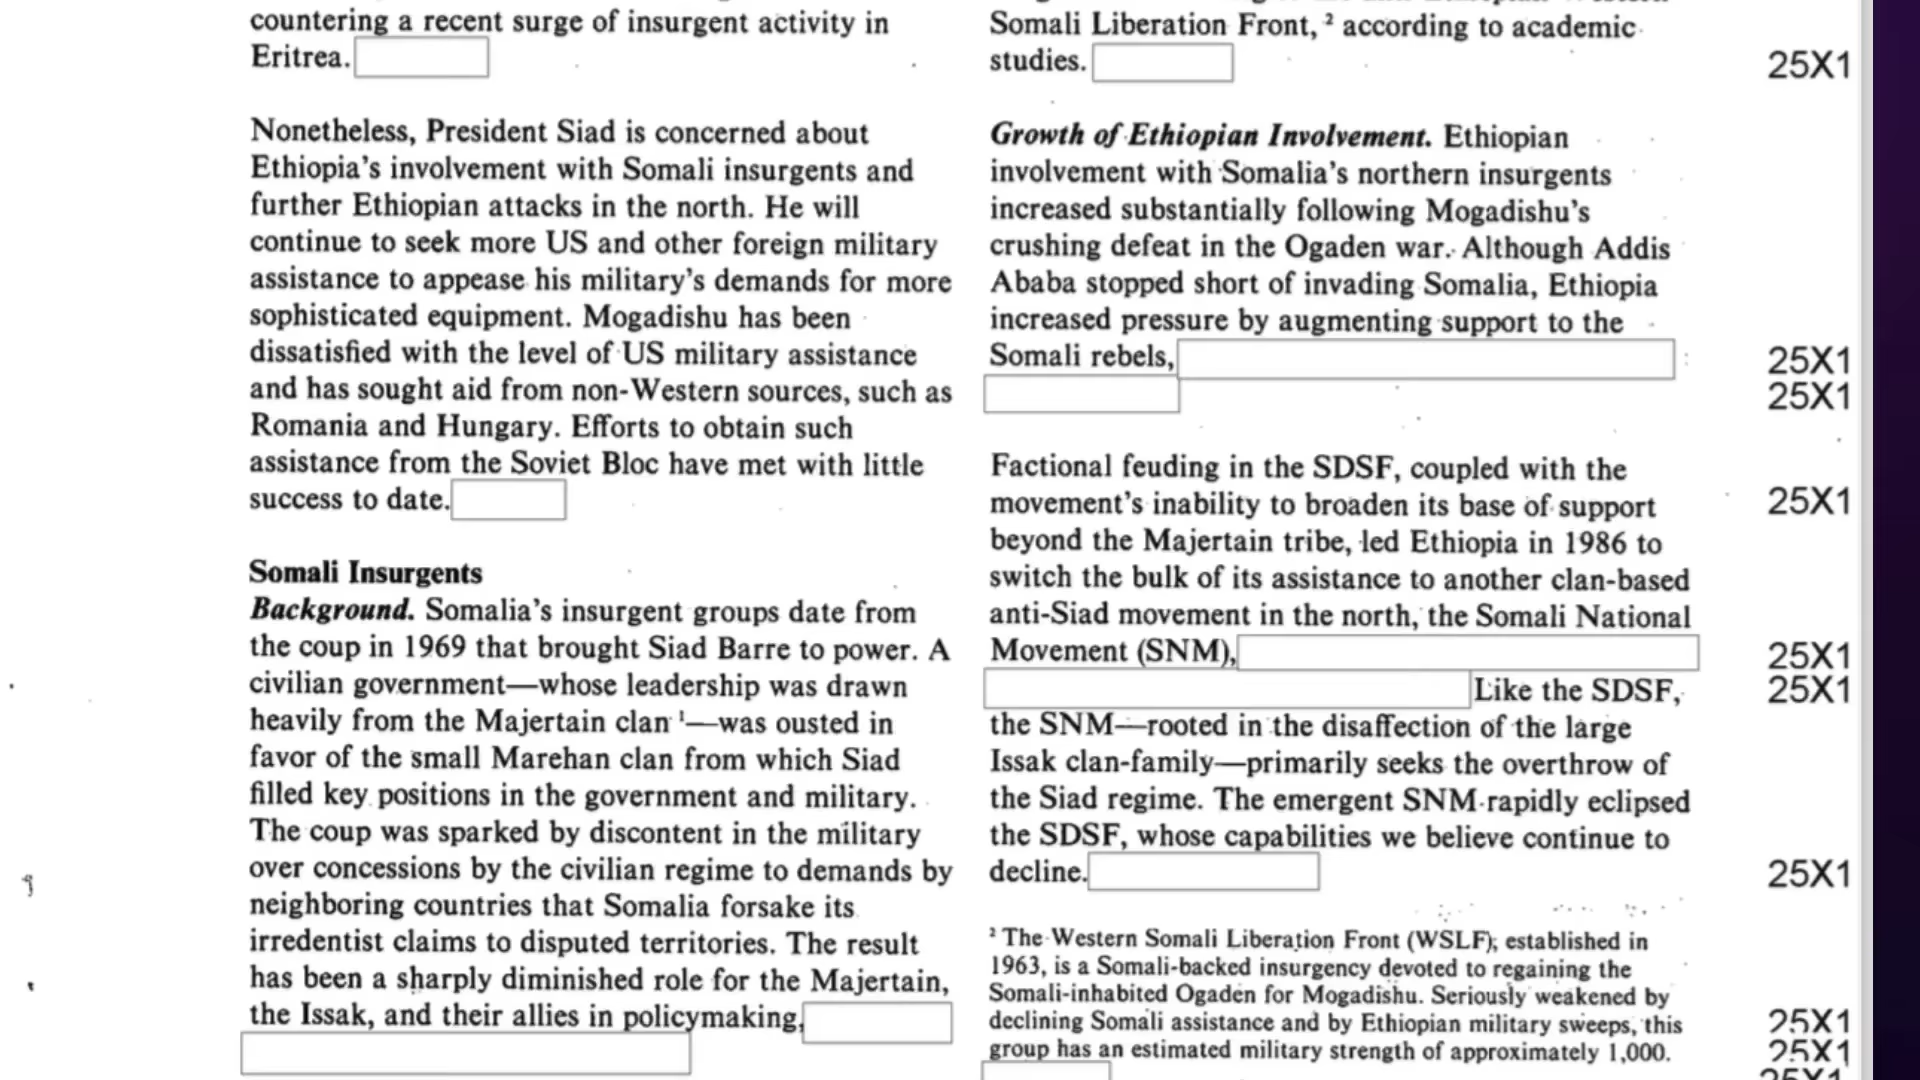 countering a recent surge of insurgent activity in
Eritrea.
Nonetheless, President Siad is concerned about
Ethiopia's involvement with Somali insurgents and
further Ethiopian attacks in the north. He will
continue to seek more US and other foreign military
assistance to appease his military's demands for more
sophisticated equipment. Mogadishu has been
dissatisfied with the level of US military assistance
and has sought aid from non-Western sources, such as
Romania and Hungary. Efforts to obtain such
assistance from the Soviet Bloc have met with little
success to date.
Somali Insurgents
Background. Somalia's insurgent groups date from
the coup in 1969 that brought Siad Barre to power. A
civilian government—whose leadership was drawn
heavily from the Majertain clan ¹—was ousted in
favor of the small Marehan clan from which Siad
filled key positions in the government and military.
The coup was sparked by discontent in the military
over concessions by the civilian regime to demands by
neighboring countries that Somalia forsake its
irredentist claims to disputed territories. The result
has been a sharply diminished role for the Majertain,
the Issak, and their allies in policymaking,
Somali Liberation Front, ² according to academic
studies.
25X1
Growth of Ethiopian Involvement. Ethiopian
involvement with Somalia's northern insurgents
increased substantially following Mogadishu's
crushing defeat in the Ogaden war. Although Addis
Ababa stopped short of invading Somalia, Ethiopia
increased pressure by augmenting support to the
Somali rebels,
25X1
25X1
Factional feuding in the SDSF, coupled with the
movement's inability to broaden its base of support
25X1
beyond the Majertain tribe, led Ethiopia in 1986 to
switch the bulk of its assistance to another clan-based
anti-Siad movement in the north, the Somali National
Movement (SNM),
25X1
Like the SDSF,
25X1
the SNM—rooted in the disaffection of the large
Issak clan-family—primarily seeks the overthrow of
the Siad regime. The emergent SNM rapidly eclipsed
the SDSF, whose capabilities we believe continue to
decline.
25X1
² The Western Somali Liberation Front (WSLF), established in
1963, is a Somali-backed insurgency devoted to regaining the
Somali-inhabited Ogaden for Mogadishu. Seriously weakened by
declining Somali assistance and by Ethiopian military sweeps, this
25X1
group has an estimated military strength of approximately 1,000.
25X1
25X1